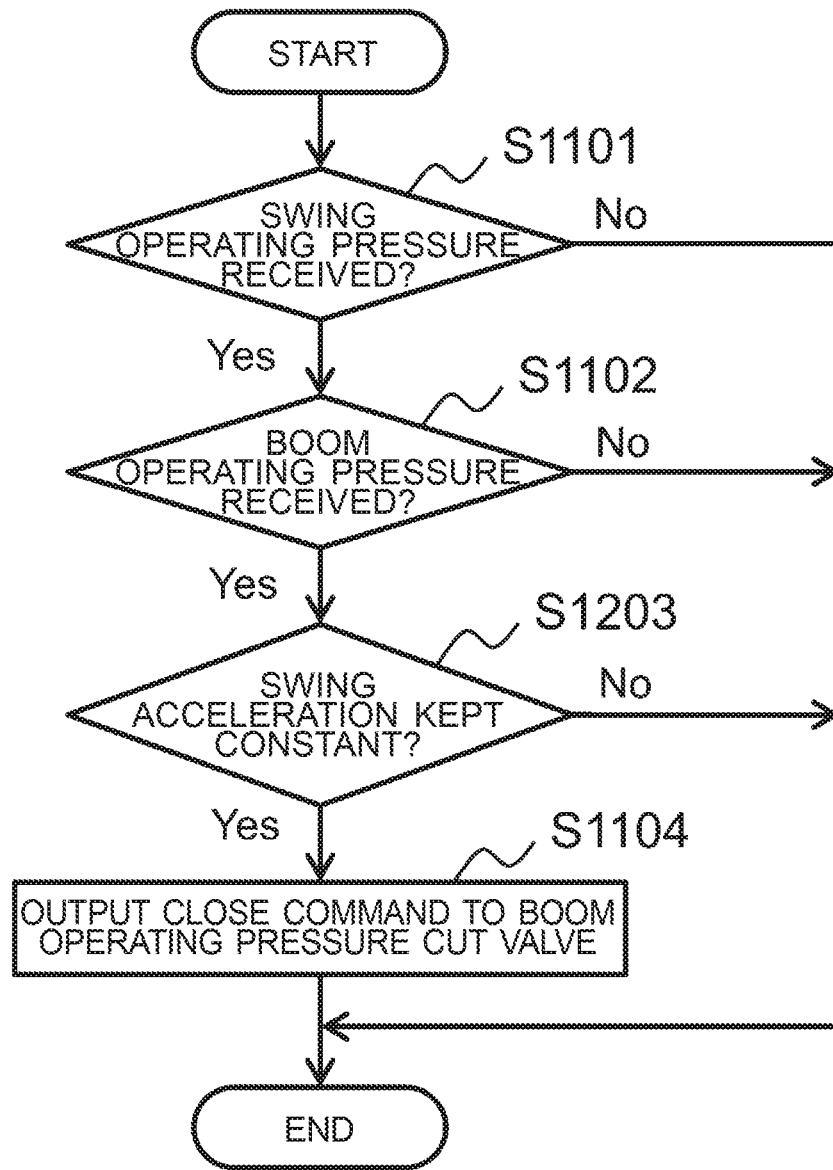 START
S1101
SWING
OPERATING PRESSURE
RECEIVED?
No
Yes
S1102
BOOM
OPERATING PRESSURE
RECEIVED?
No
Yes
S1203
SWING
ACCELERATION KEPT
CONSTANT?
No
Yes
S1104
OUTPUT CLOSE COMMAND TO BOOM
OPERATING PRESSURE CUT VALVE
END